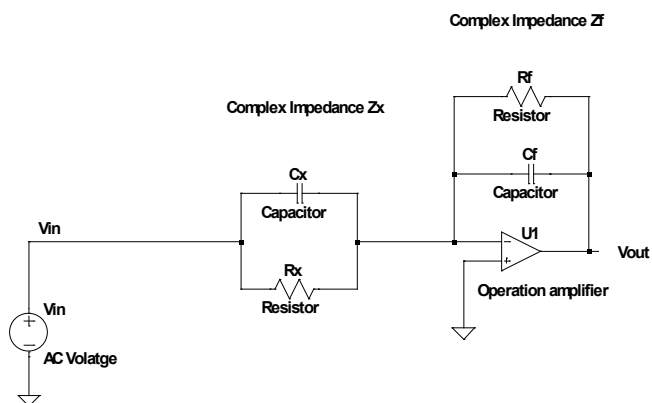 Complex Impedance Zf
Rf
Resistor
Complex Impedance Zx
Cx
Capacitor
Cf
Capacitor
Vin
U1
Vout
Rx
Resistor
Operation amplifier
Vin
AC Volatge